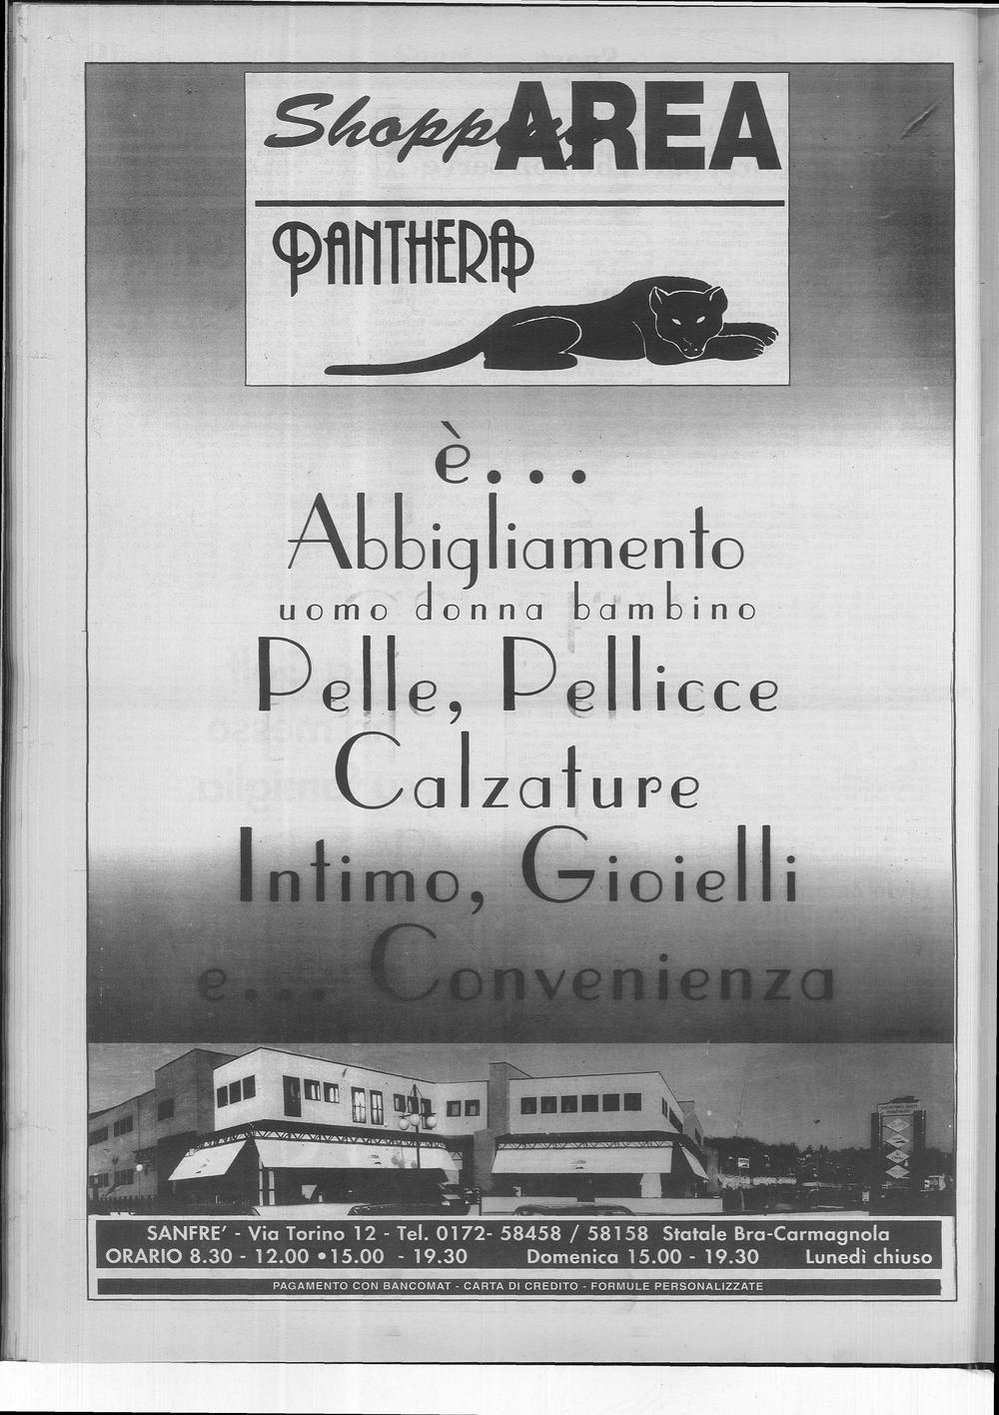 Shopping AREA
PANTHERA
è...
Abbigliamento
uomo donna bambino
Pelle, Pellicce
Calzature
Intimo, Gioielli
e... Convenienza
SANFRE' - Via Torino 12 - Tel. 0172- 58458 / 58158 Statale Bra-Carmagnola
ORARIO 8.30 - 12.00 • 15.00 - 19.30 Domenica 15.00 - 19.30 Lunedì chiuso
PAGAMENTO CON BANCOMAT - CARTA DI CREDITO - FORMULE PERSONALIZZATE